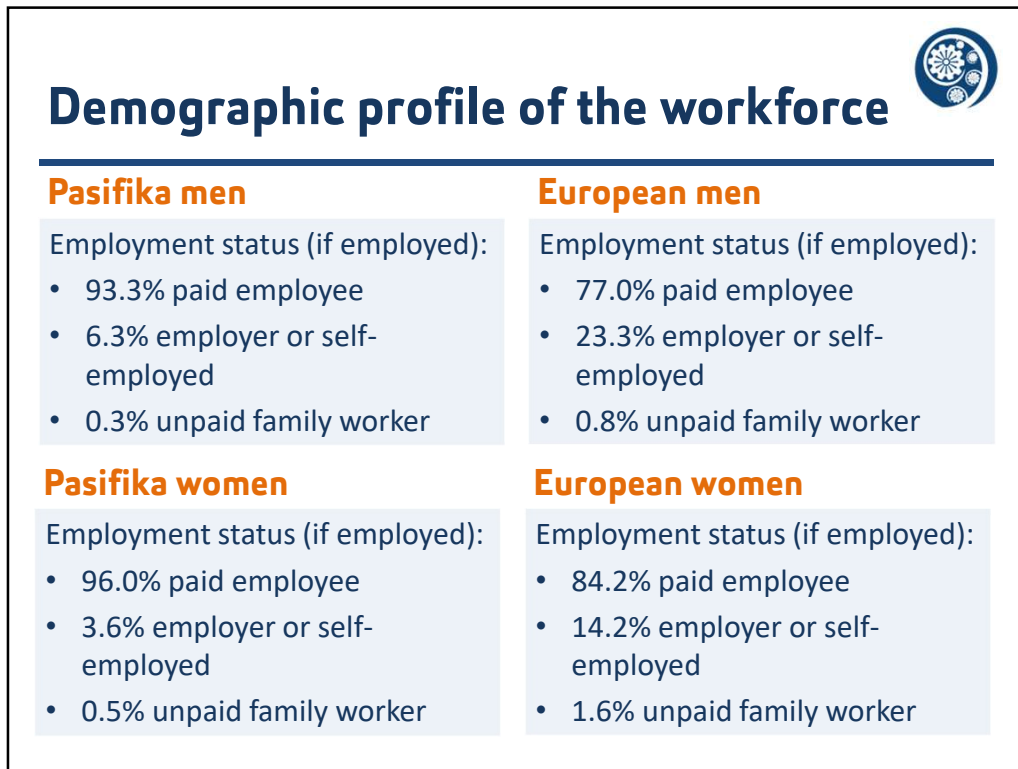 Demographic profile of the workforce
Pasifika men
Employment status (if employed):
• 93.3% paid employee
• 6.3% employer or self-
employed
• 0.3% unpaid family worker
European men
Employment status (if employed):
• 77.0% paid employee
• 23.3% employer or self-
employed
• 0.8% unpaid family worker
Pasifika women
Employment status (if employed):
• 96.0% paid employee
• 3.6% employer or self-
employed
• 0.5% unpaid family worker
European women
Employment status (if employed):
• 84.2% paid employee
• 14.2% employer or self-
employed
• 1.6% unpaid family worker